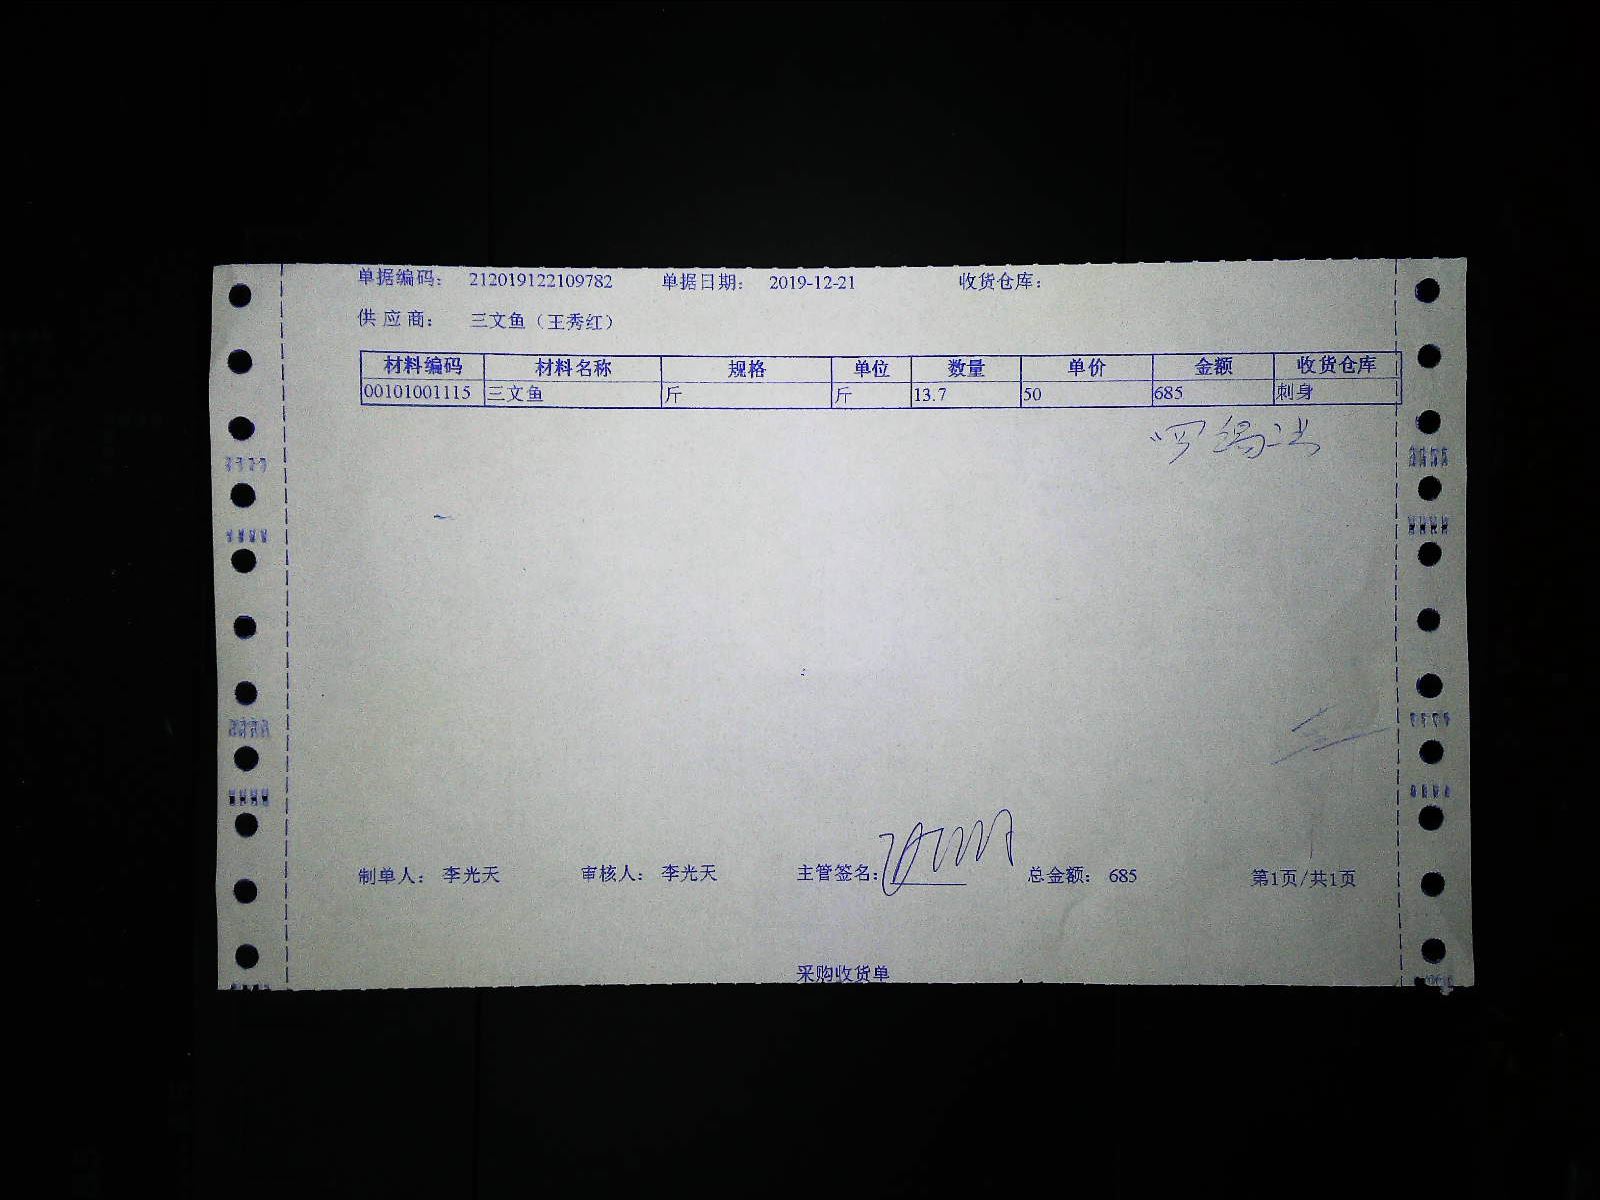 单据编码： 212019122109782 单据日期： 2019-12-21 收货仓库：
供应商： 三文鱼（王秀红）
材料编码 材料名称 规格 单位 数量 单价 金额 收货仓库
00101001115 三文鱼 斤 斤 13.7 50 685 刺身
制单人： 李光天 审核人： 李光天 主管签名： 总金额： 685 第1页/共1页
采购收货单